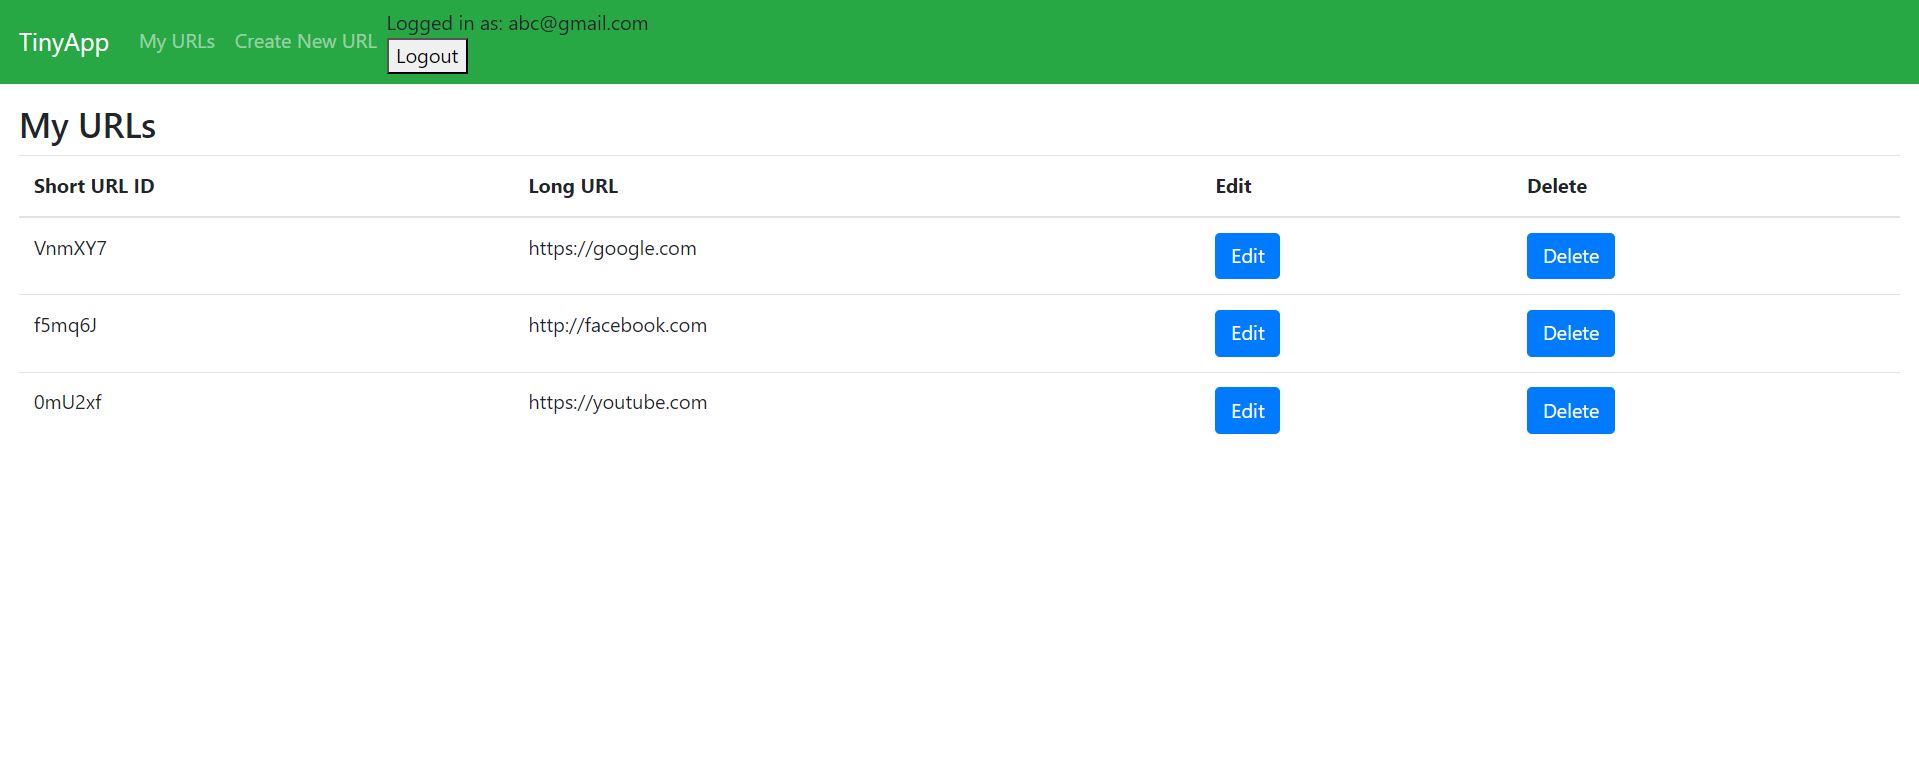 Logged in as: abc@gmail.com
TinyApp My URLs Create New URL
Logout
My URLs
Short URL ID Long URL Edit Delete
VnmXY7 https://google.com Edit Delete
f5mq6J http://facebook.com Edit Delete
0mU2xf https://youtube.com Edit Delete